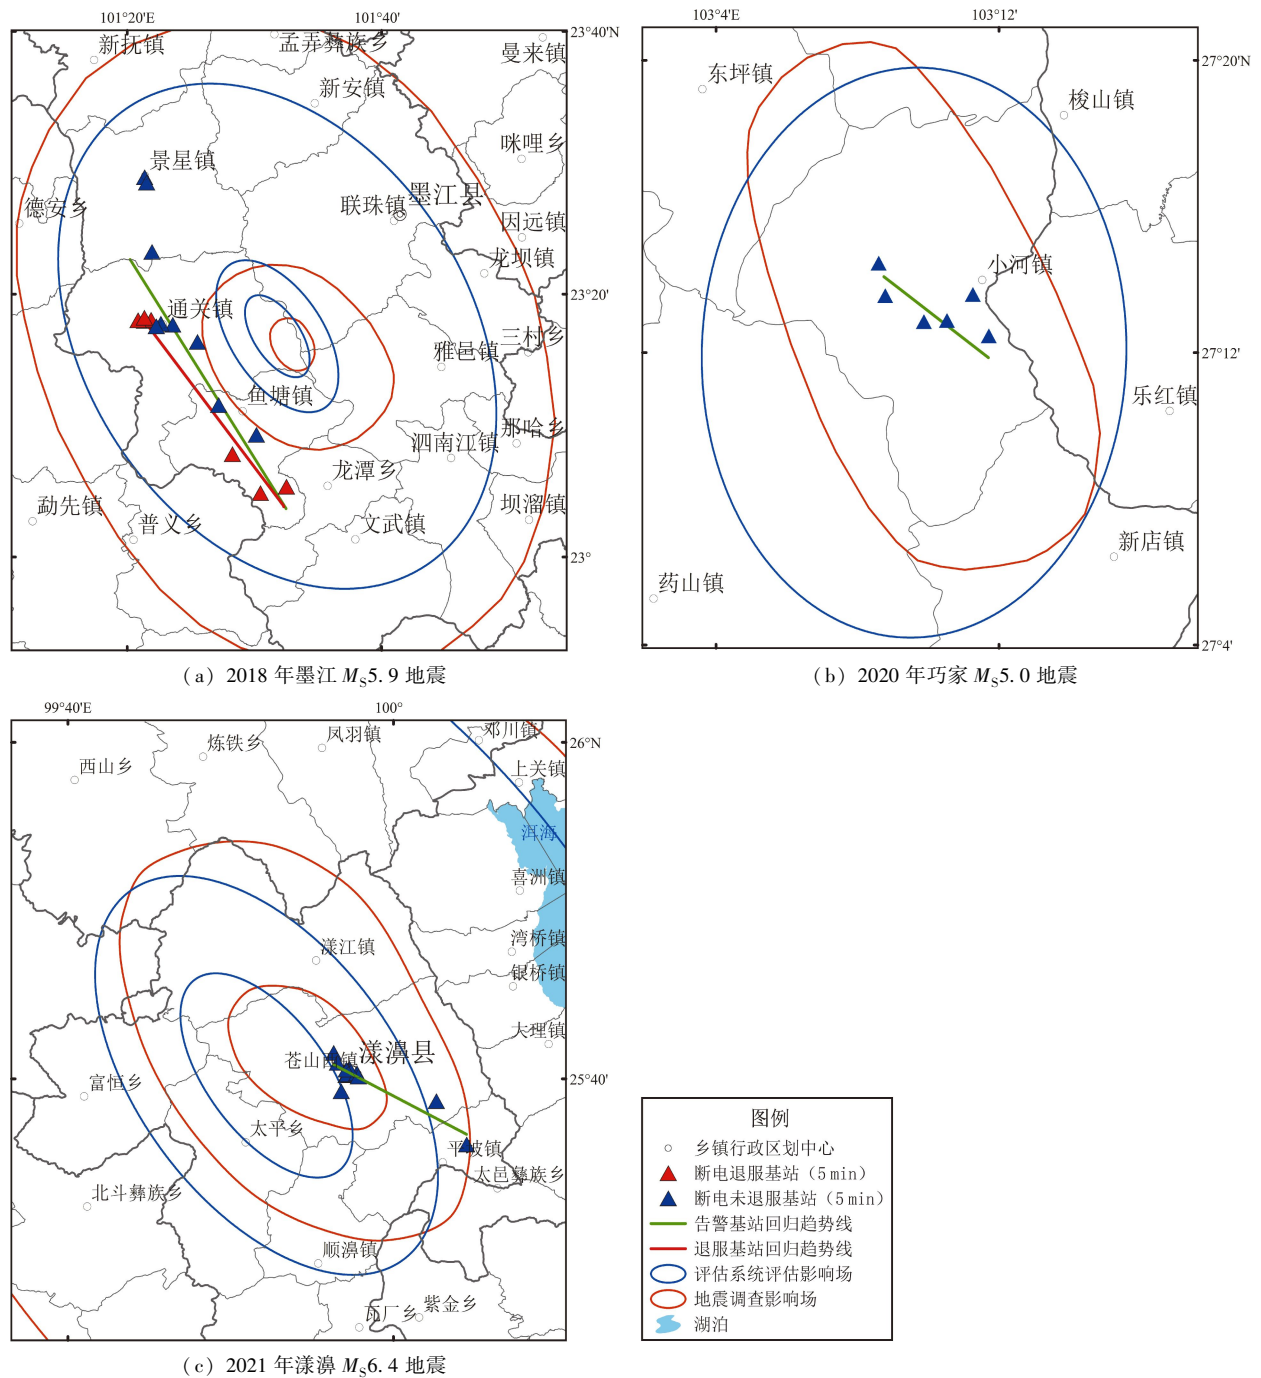 101°20'E
101°40'
23°40'N
新抚镇
孟弄彝族乡
曼来镇
新安镇
咪哩乡
景星镇
联珠镇
墨江县
德安乡
因远镇
龙坝镇
23°20'
通关镇
三村乡
雅邑镇
鱼塘镇
那哈乡
泗南江镇
龙潭乡
勐先镇
普义乡
文武镇
坝溜镇
23°
(a) 2018 年墨江 MS5.9 地震
103°4'E
103°12'
27°20'N
东坪镇
梭山镇
小河镇
27°12'
乐红镇
新店镇
药山镇
27°4'
(b) 2020 年巧家 MS5.0 地震
99°40'E
100°
26°N
炼铁乡
凤羽镇
邓川镇
西山乡
上关镇
洱海
喜洲镇
漾江镇
湾桥镇
银桥镇
大理镇
苍山西镇
漾濞县
25°40'
富恒乡
太平乡
平坡镇
太邑彝族乡
北斗彝族乡
顺濞镇
瓦厂乡
紫金乡
(c) 2021 年漾濞 MS6.4 地震
图例
乡镇行政区划中心
断电退服基站（5min）
断电未退服基站（5min）
告警基站回归趋势线
退服基站回归趋势线
评估系统评估影响场
地震调查影响场
湖泊